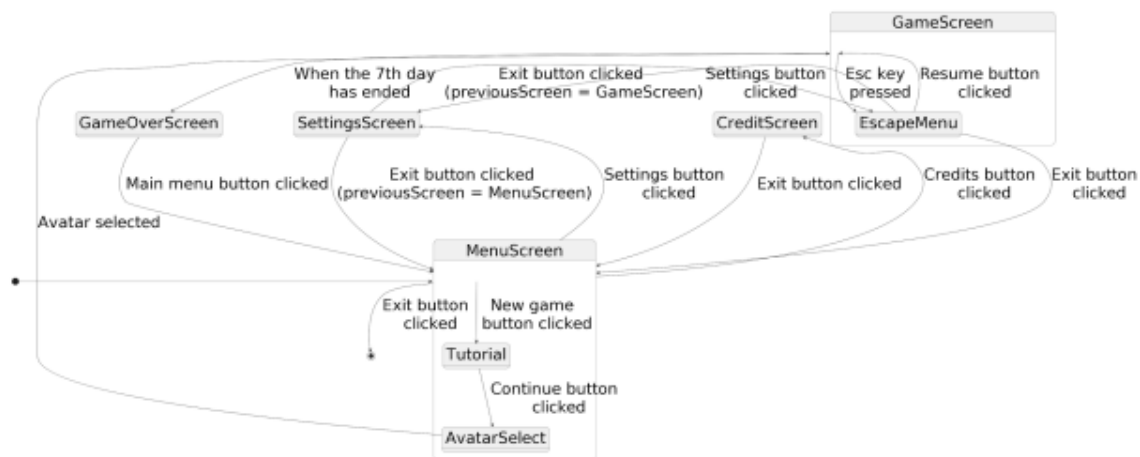 GameScreen
When the 7th day
has ended
Exit button clicked
(previousScreen = GameScreen)
Settings button
clicked
Esc key
pressed
Resume button
clicked
GameOverScreen
SettingsScreen
CreditScreen
EscapeMenu
Main menu button clicked
Exit button clicked
(previousScreen = MenuScreen)
Settings button
clicked
Exit button clicked
Credits button
clicked
Exit button
clicked
Avatar selected
MenuScreen
Exit button
clicked
New game
button clicked
Tutorial
Continue button
clicked
AvatarSelect